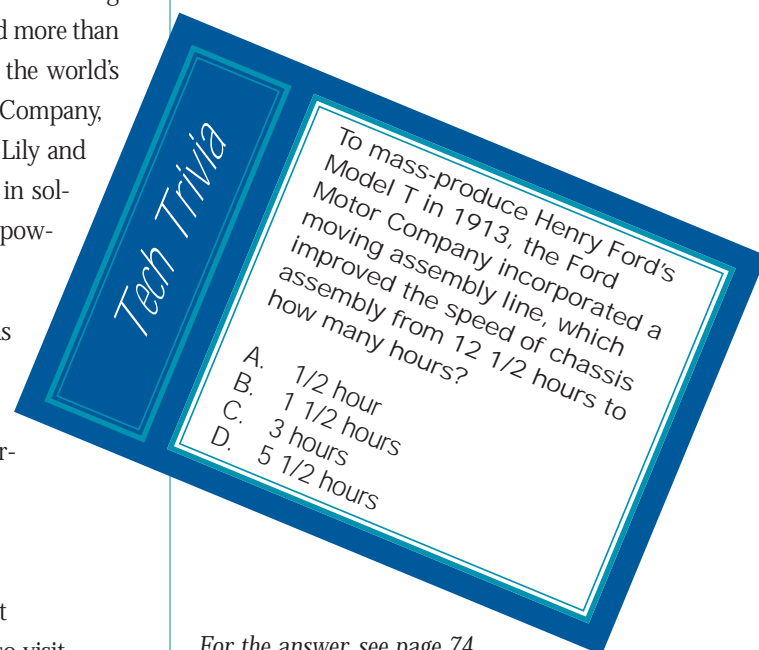 d more than
the world's
Company,
Lily and
in sol-
pow-
r-
t
visit
Tech Trivia
To mass-produce Henry Ford's
Model T in 1913, the Ford
Motor Company incorporated a
moving assembly line, which
improved the speed of chassis
assembly from 12 1/2 hours to
how many hours?
A. 1/2 hour
B. 1 1/2 hours
C. 3 hours
D. 5 1/2 hours
For the answer, see page 74